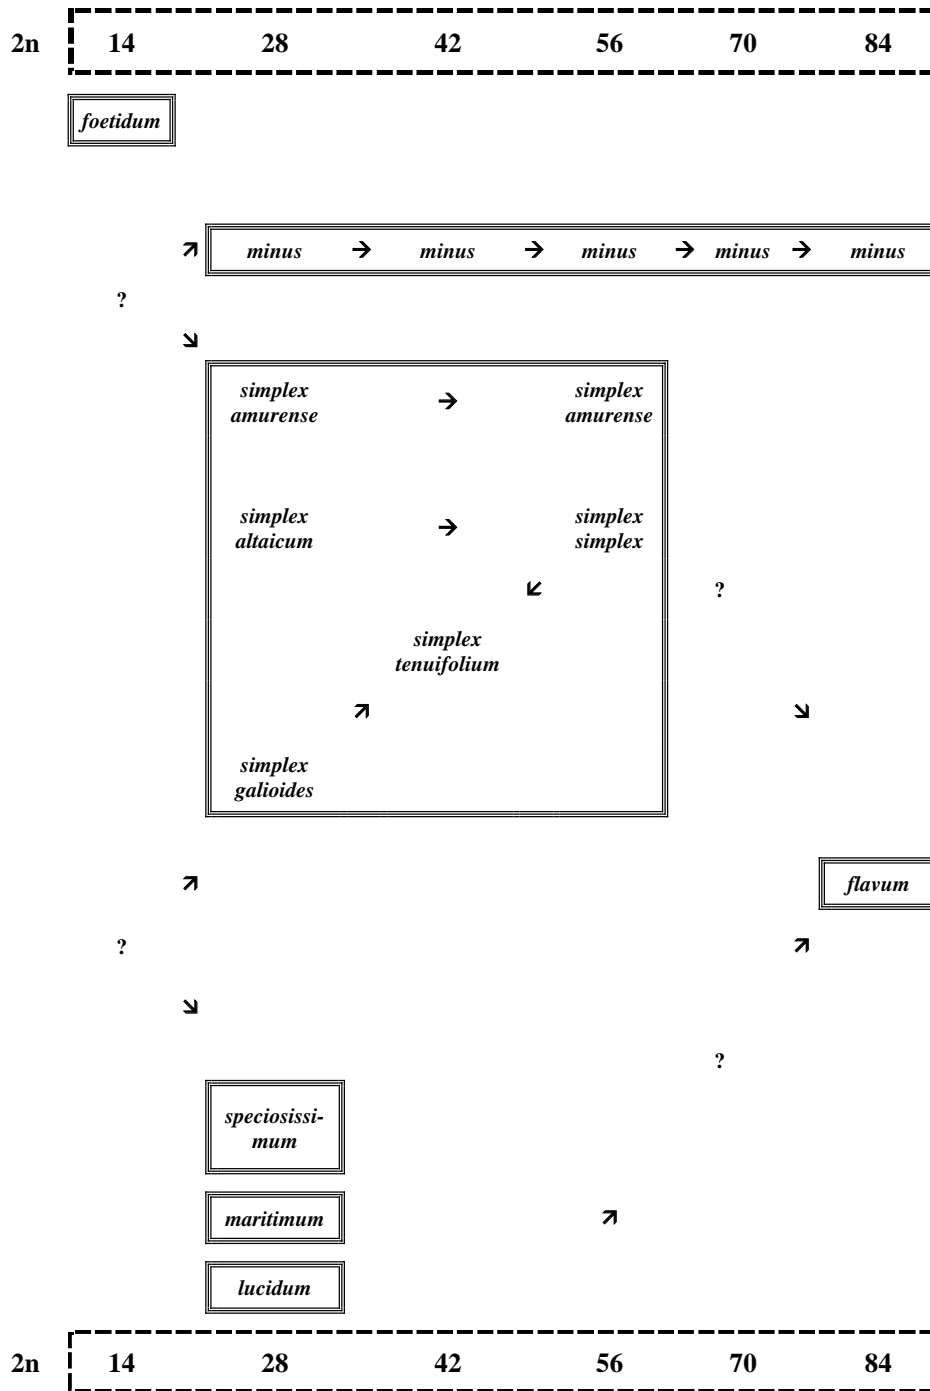 2n 14 28 42 56 70 84
foetidum
↗ minus → minus → minus → minus → minus
?
↘
simplex simplex
amurense → amurense
simplex simplex
altaicum → simplex
↙ ?
simplex
tenuifolium
↗ ↘
simplex
galioides
↗ flavum
? ↗
↘
?
speciosissi-
mum
maritimum ↗
lucidum
2n 14 28 42 56 70 84